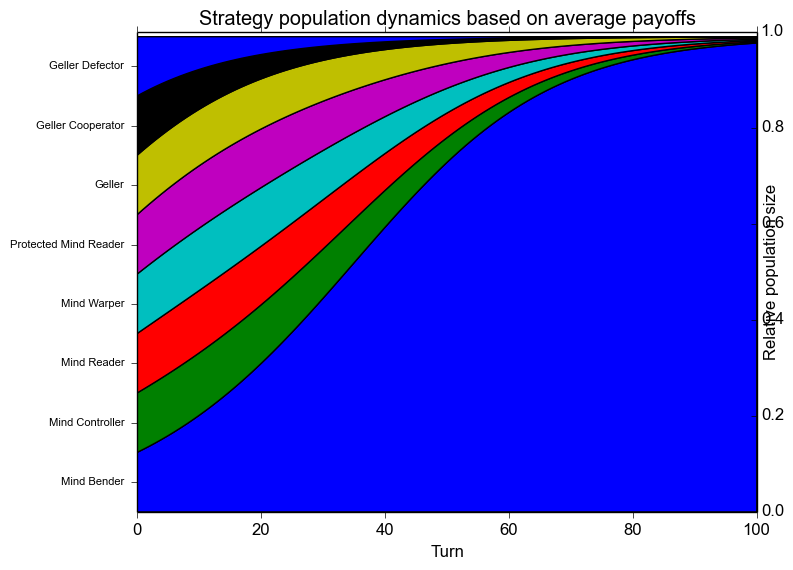 Strategy population dynamics based on average payoffs
Geller Defector
Geller Cooperator
Geller
Protected Mind Reader
Mind Warper
Mind Reader
Mind Controller
Mind Bender
1.0
0.8
0.6
0.4
0.2
0.0
Relative population size
0 20 40 60 80 100
Turn